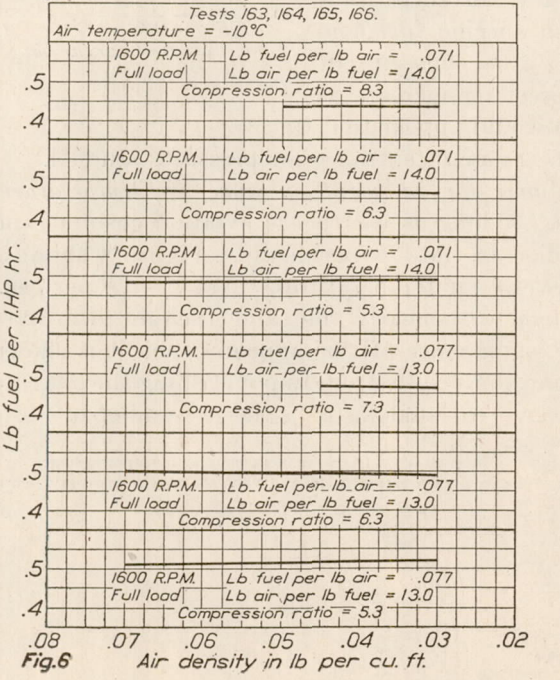 Tests 163, 164, 165, 166.
Air temperature = -10°C
1600 R.P.M. Lb fuel per lb air = .071
Full load Lb air per lb fuel = 14.0
Conpression ratio = 8.3
.5
.4
1600 R.P.M. Lb fuel per lb air = .071
Full load Lb air per lb fuel = 14.0
.5
Compression ratio = 6.3
.4
1600 R.P.M. Lb fuel per lb air = .071
Full load Lb air per lb fuel = 14.0
.5
Compression ratio = 5.3
.4
1600 R.P.M. Lb fuel per lb air = .077
Full load Lb air per lb fuel = 13.0
.5
Compression ratio = 7.3
.4
.5
1600 R.P.M. Lb fuel per lb air = .077
Full load Lb air per lb fuel = 13.0
.4
Compression ratio = 6.3
.5
1600 R.P.M. Lb fuel per lb air = .077
Full load Lb air per lb fuel = 13.0
.4
Compression ratio = 5.3
Lb fuel per I.HP hr.
.08 .07 .06 .05 .04 .03 .02
Fig.6 Air density in lb per cu. ft.